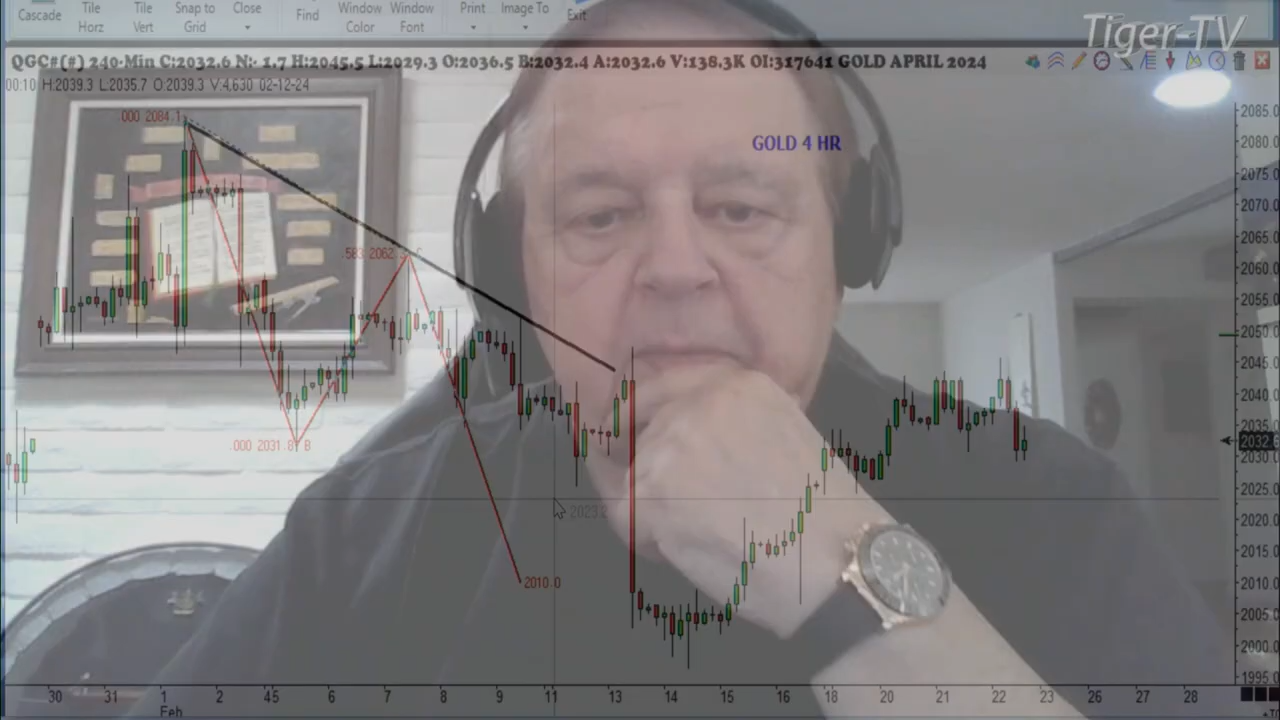 Cascade
Tile Horz
Tile Vert
Snap to Grid
Close
Find
Window Color
Window Font
Print
Image To
Exit
Tiger-TV
QGC#(#) 240-Min C:2032.6 N:- 1.7 H:2045.5 L:2029.3 O:2036.5 B:2032.4 A:2032.6 V:138.3K OI:317641 GOLD APRIL 2024
00:10 H:2039.3 L:2035.7 O:2039.3 V:4,630 02-12-24
000 2084.1
GOLD 4 HR
.583 2062. C
.000 2031.8 B
2023.2
2010.0
2085.0
2080.0
2075.0
2070.0
2065.0
2060.0
2055.0
2050.0
2045.0
2040.0
2035.0
2032.6
2030.0
2025.0
2020.0
2015.0
2010.0
2005.0
2000.0
1995.0
30 31 1 2 45 6 7 8 9 11 13 14 15 16 18 20 21 22 23 26 27 28
Feb